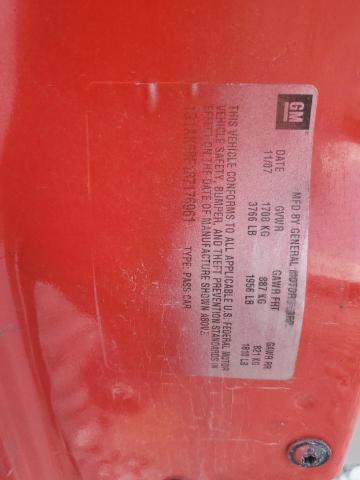 GM
MFD BY GENERAL MOTORS CORP
DATE GVWR GAWR FRT GAWR RR
11/07 1708 KG 887 KG 821 KG
3766 LB 1956 LB 1810 LB
THIS VEHICLE CONFORMS TO ALL APPLICABLE U.S. FEDERAL MOTOR
VEHICLE SAFETY, BUMPER, AND THEFT PREVENTION STANDARDS IN
EFFECT ON THE DATE OF MANUFACTURE SHOWN ABOVE.
TYPE: PASS CAR